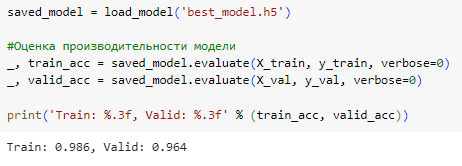 saved_model = load_model('best_model.h5')
#Оценка производительности модели
_, train_acc = saved_model.evaluate(X_train, y_train, verbose=0)
_, valid_acc = saved_model.evaluate(X_val, y_val, verbose=0)
print('Train: %.3f, Valid: %.3f' % (train_acc, valid_acc))
Train: 0.986, Valid: 0.964